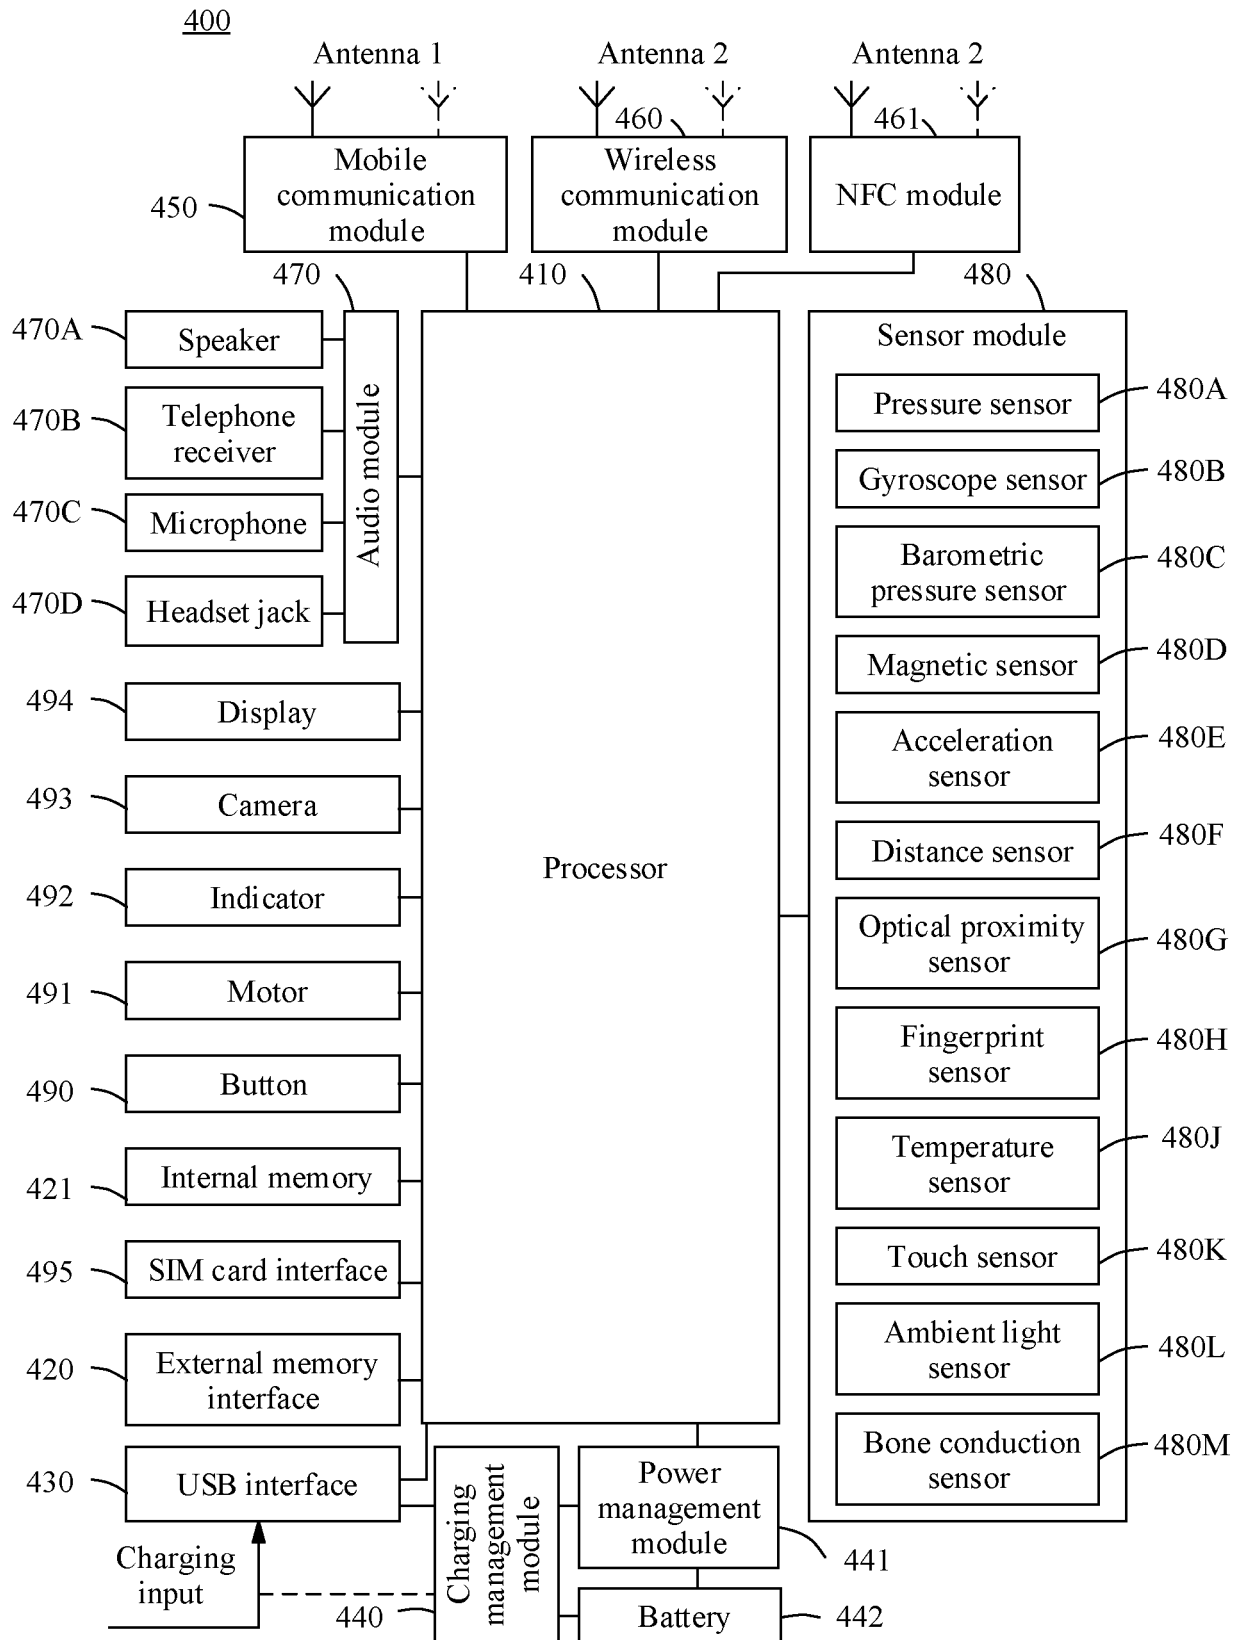 400
Antenna 1
Antenna 2
Antenna 2
460
461
Mobile
communication
module
Wireless
communication
module
NFC module
450
470
410
480
470A
Speaker
470B
Telephone
receiver
470C
Microphone
470D
Headset jack
Audio module
494
Display
493
Camera
492
Indicator
491
Motor
490
Button
421
Internal memory
495
SIM card interface
420
External memory
interface
430
USB interface
Charging
input
Processor
440
Charging
management
module
Power
management
module
441
Battery
442
Sensor module
Pressure sensor
480A
Gyroscope sensor
480B
Barometric
pressure sensor
480C
Magnetic sensor
480D
Acceleration
sensor
480E
Distance sensor
480F
Optical proximity
sensor
480G
Fingerprint
sensor
480H
Temperature
sensor
480J
Touch sensor
480K
Ambient light
sensor
480L
Bone conduction
sensor
480M